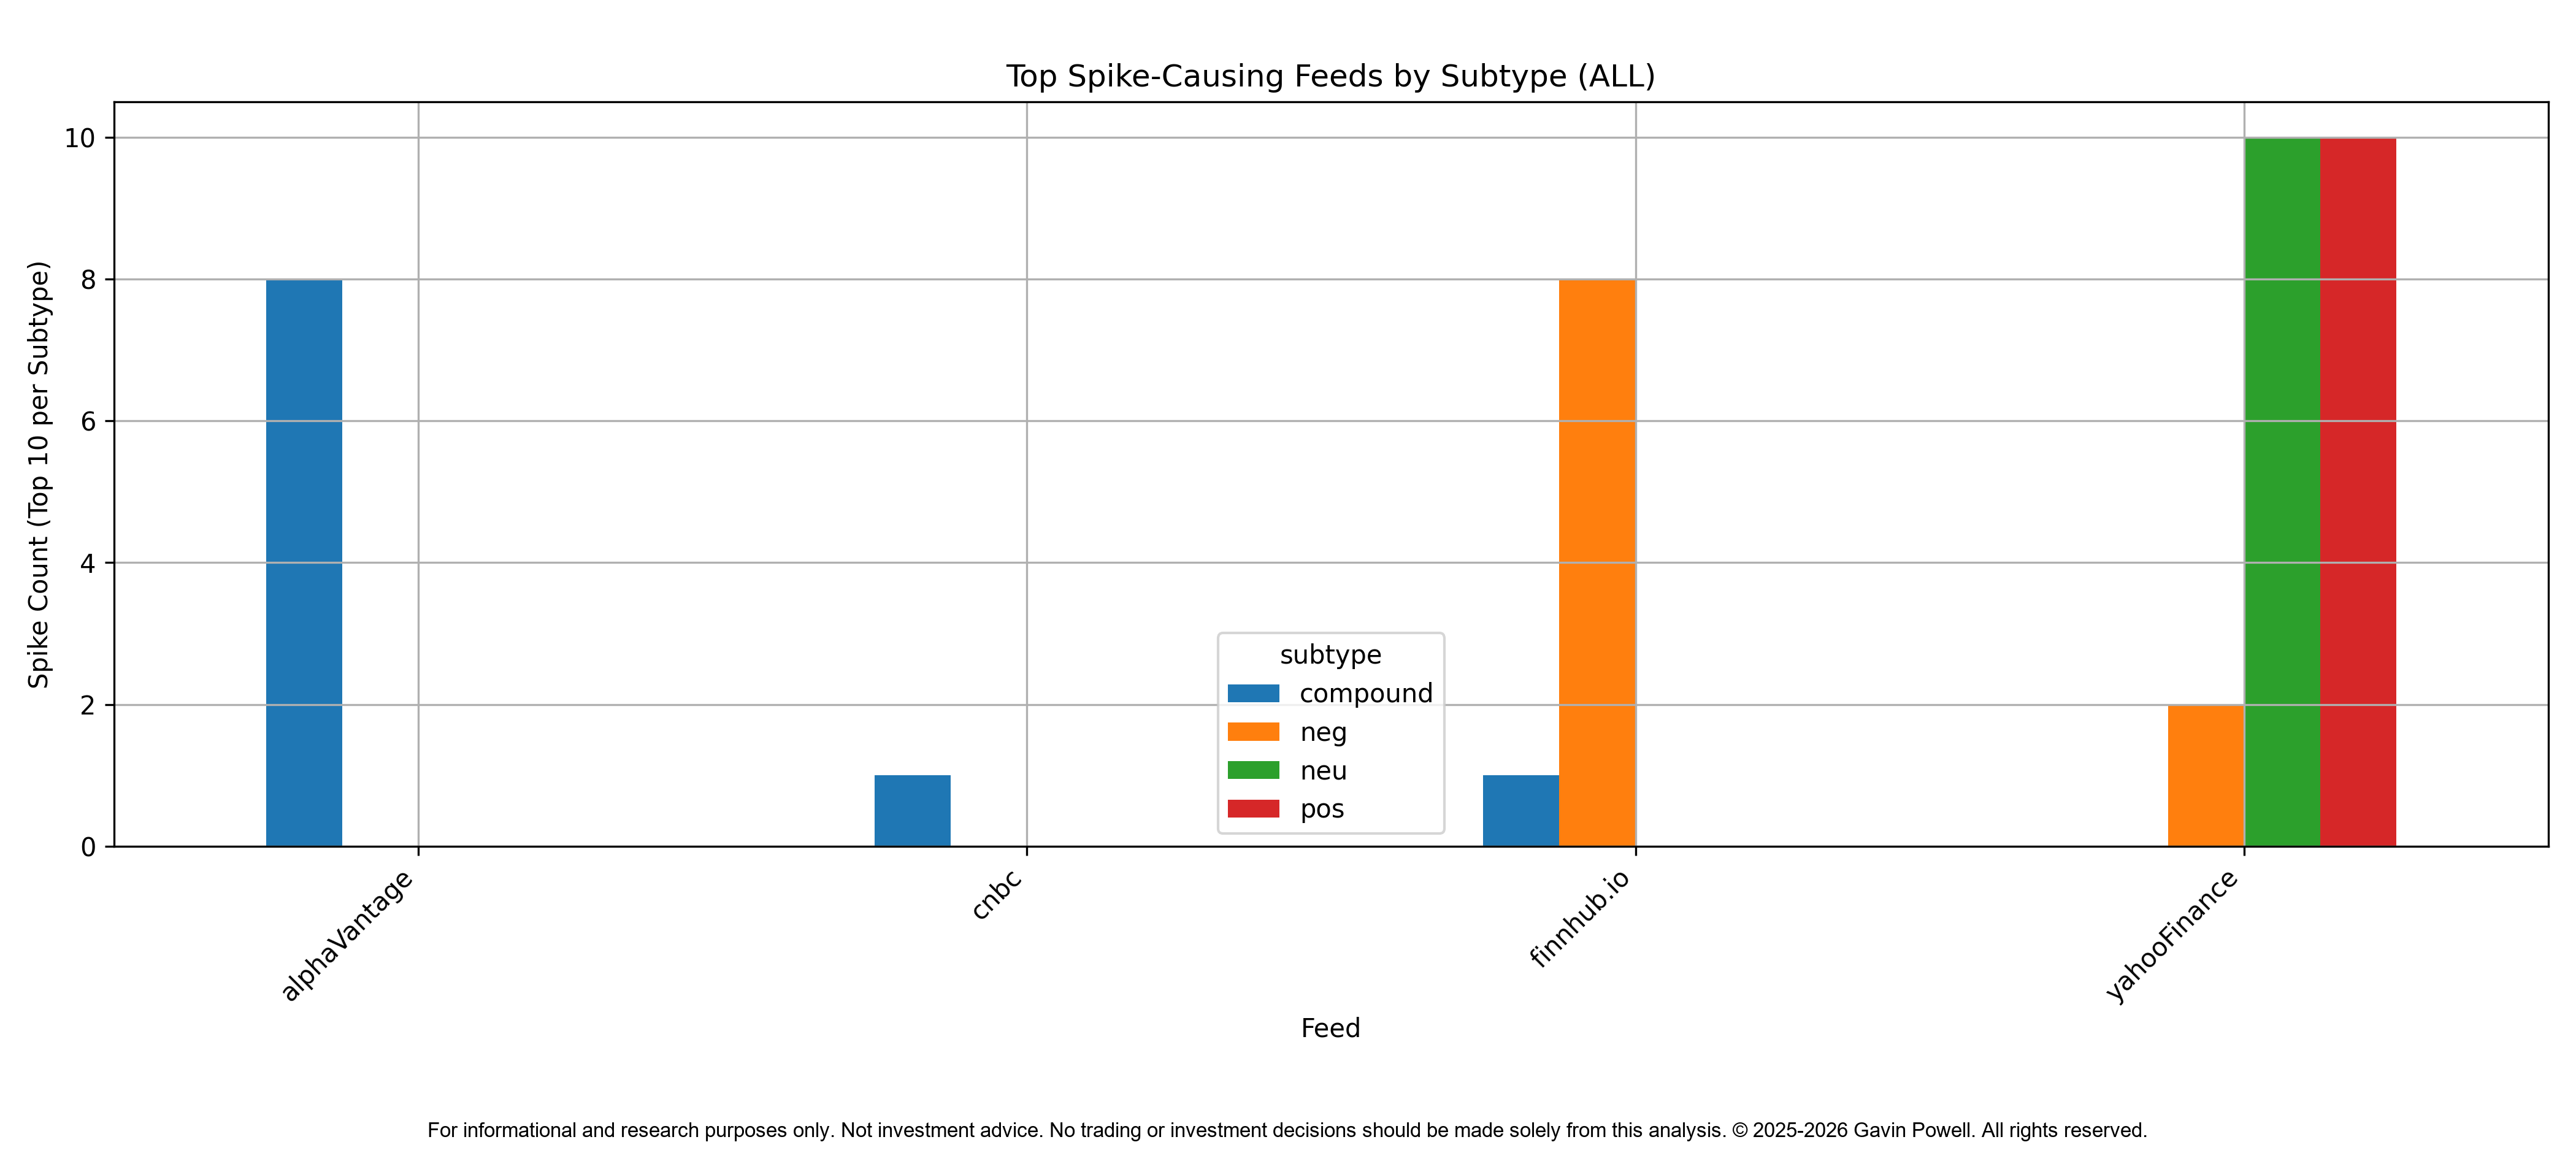 Top Spike-Causing Feeds by Subtype (ALL)
Spike Count (Top 10 per Subtype)
10
8
6
4
2
0
subtype
compound
neg
neu
pos
alphaVantage
cnbc
finnhub.io
yahooFinance
Feed
For informational and research purposes only. Not investment advice. No trading or investment decisions should be made solely from this analysis. © 2025-2026 Gavin Powell. All rights reserved.